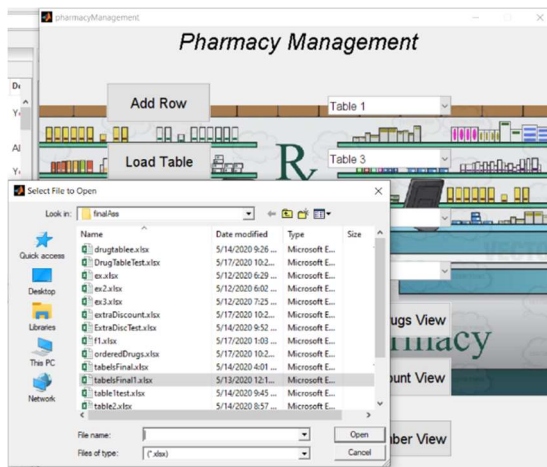 pharmacyManagement
Pharmacy Management
Add Row
Table 1
Load Table
Table 3
Rx
Select File to Open
Look in:
finalAss
Name
Date modified
Type
Size
Quick access
Desktop
Libraries
This PC
Network
drugtablee.xlsx 5/14/2020 9:26 ... Microsoft E...
DrugTableTest.xlsx 5/17/2020 10:2... Microsoft E...
ex.xlsx 5/12/2020 6:29 ... Microsoft E...
ex2.xlsx 5/12/2020 6:02 ... Microsoft E...
ex3.xlsx 5/12/2020 7:25 ... Microsoft E...
extraDiscount.xlsx 5/17/2020 10:2... Microsoft E...
ExtraDiscTest.xlsx 5/14/2020 9:52 ... Microsoft E...
f1.xlsx 5/17/2020 1:03 ... Microsoft E...
orderedDrugs.xlsx 5/17/2020 10:2... Microsoft E...
tabelsFinal.xlsx 5/14/2020 4:01 ... Microsoft E...
tabelsFinal1.xlsx 5/13/2020 12:1... Microsoft E...
table1test.xlsx 5/14/2020 9:45 ... Microsoft E...
table2.xlsx 5/14/2020 8:57 ... Microsoft E...
File name:
Open
Files of type:
(*.xlsx)
Cancel
ugs View
macy
unt View
ber View